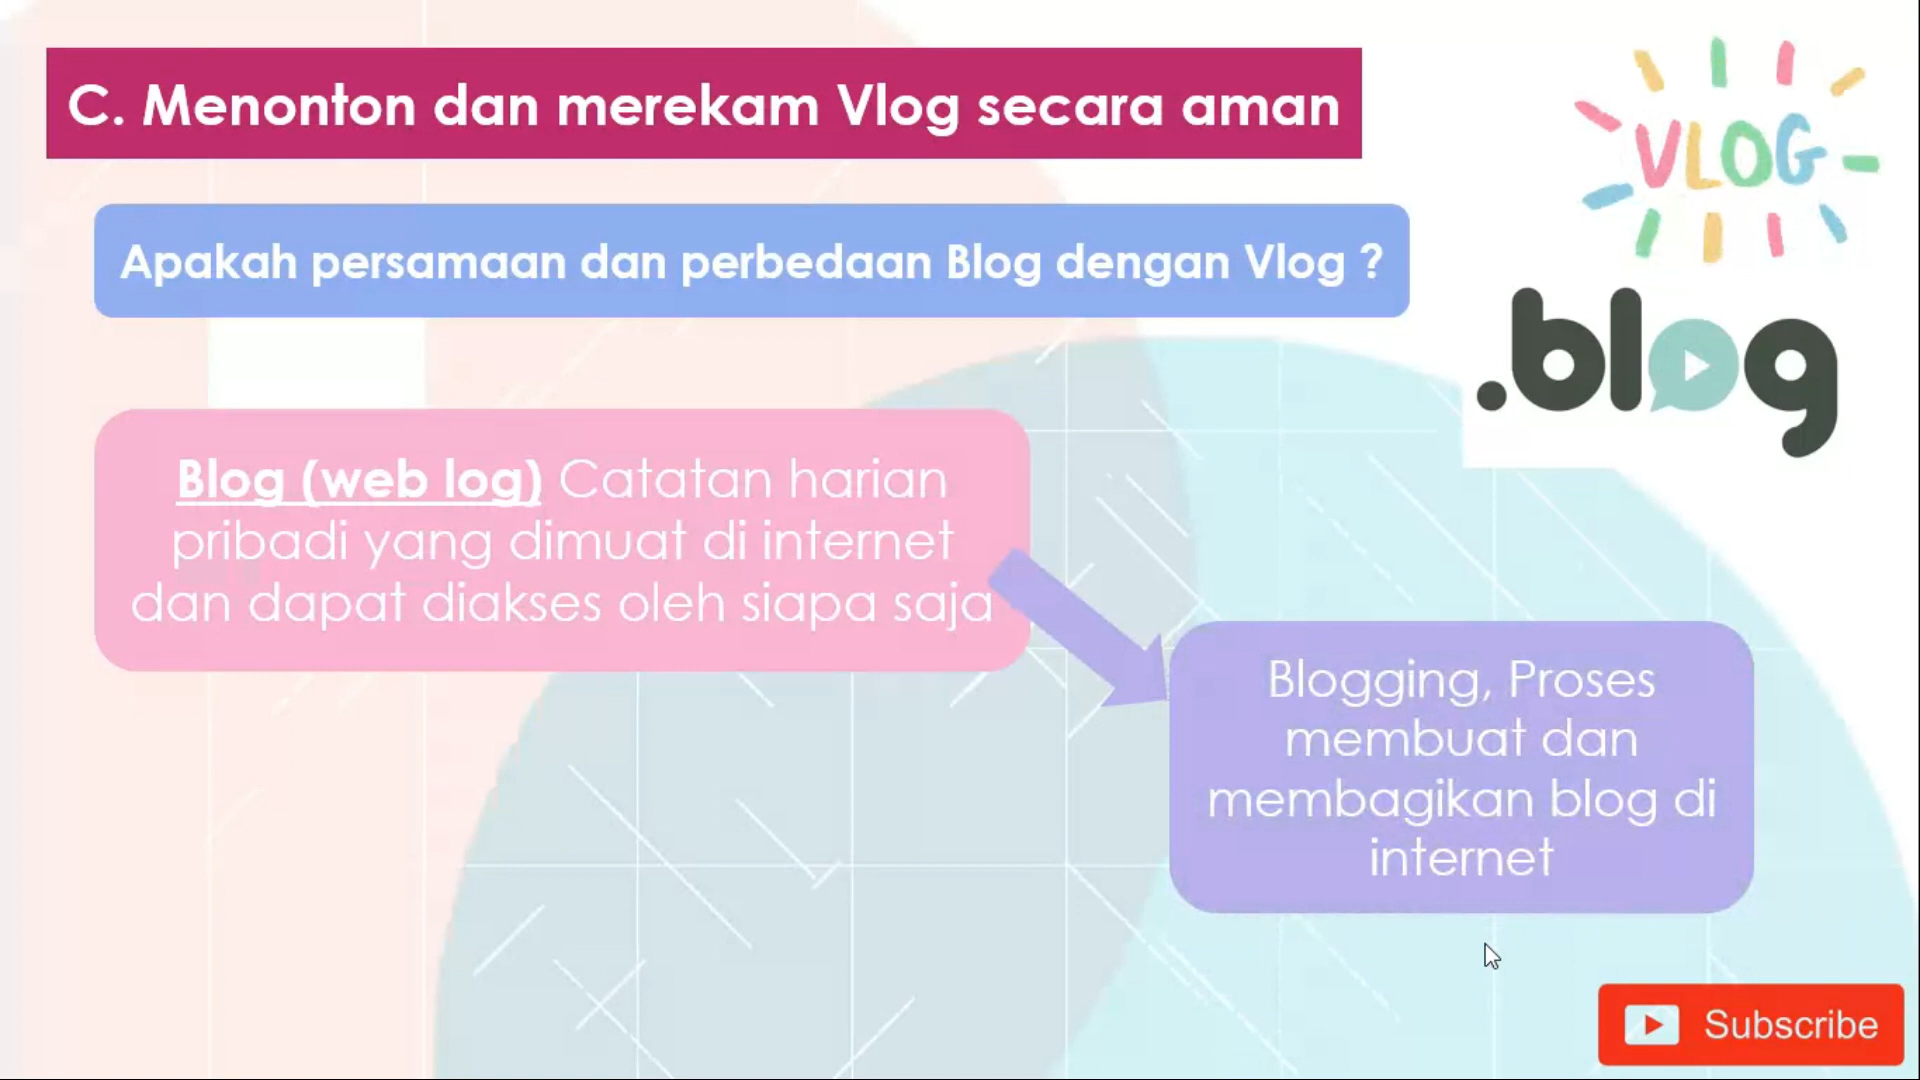 C. Menonton dan merekam Vlog secara aman
VLOG
Apakah persamaan dan perbedaan Blog dengan Vlog ?
.blog
Blog (web log) Catatan harian
pribadi yang dimuat di internet
dan dapat diakses oleh siapa saja
Blogging, Proses
membuat dan
membagikan blog di
internet
Subscribe